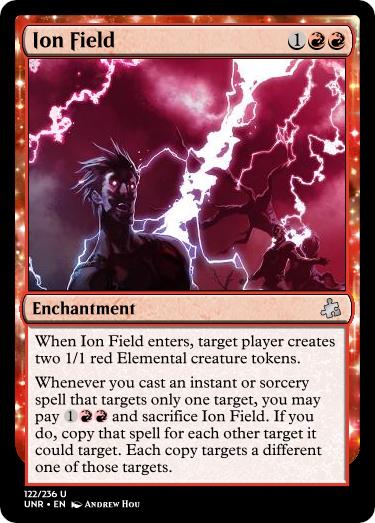 Ion Field 1
Enchantment
When Ion Field enters, target player creates
two 1/1 red Elemental creature tokens.
Whenever you cast an instant or sorcery
spell that targets only one target, you may
pay 1 and sacrifice Ion Field. If you
do, copy that spell for each other target it
could target. Each copy targets a different
one of those targets.
122/236 U
UNR • EN Andrew Hou